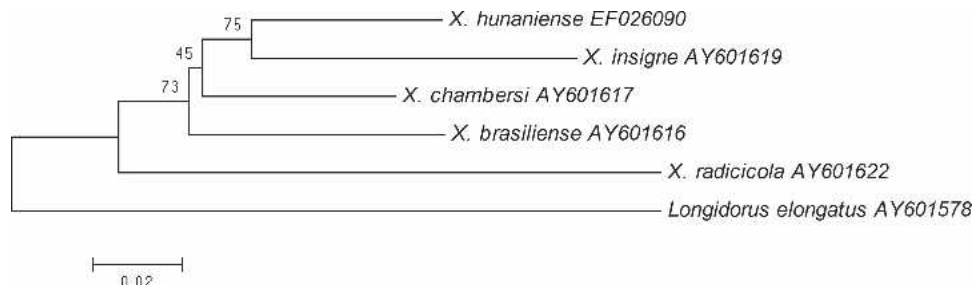 75
X. hunaniense EF026090
45
X. insigne AY601619
73
X. chambersi AY601617
X. brasiliense AY601616
X. radicicola AY601622
Longidorus elongatus AY601578
0.02